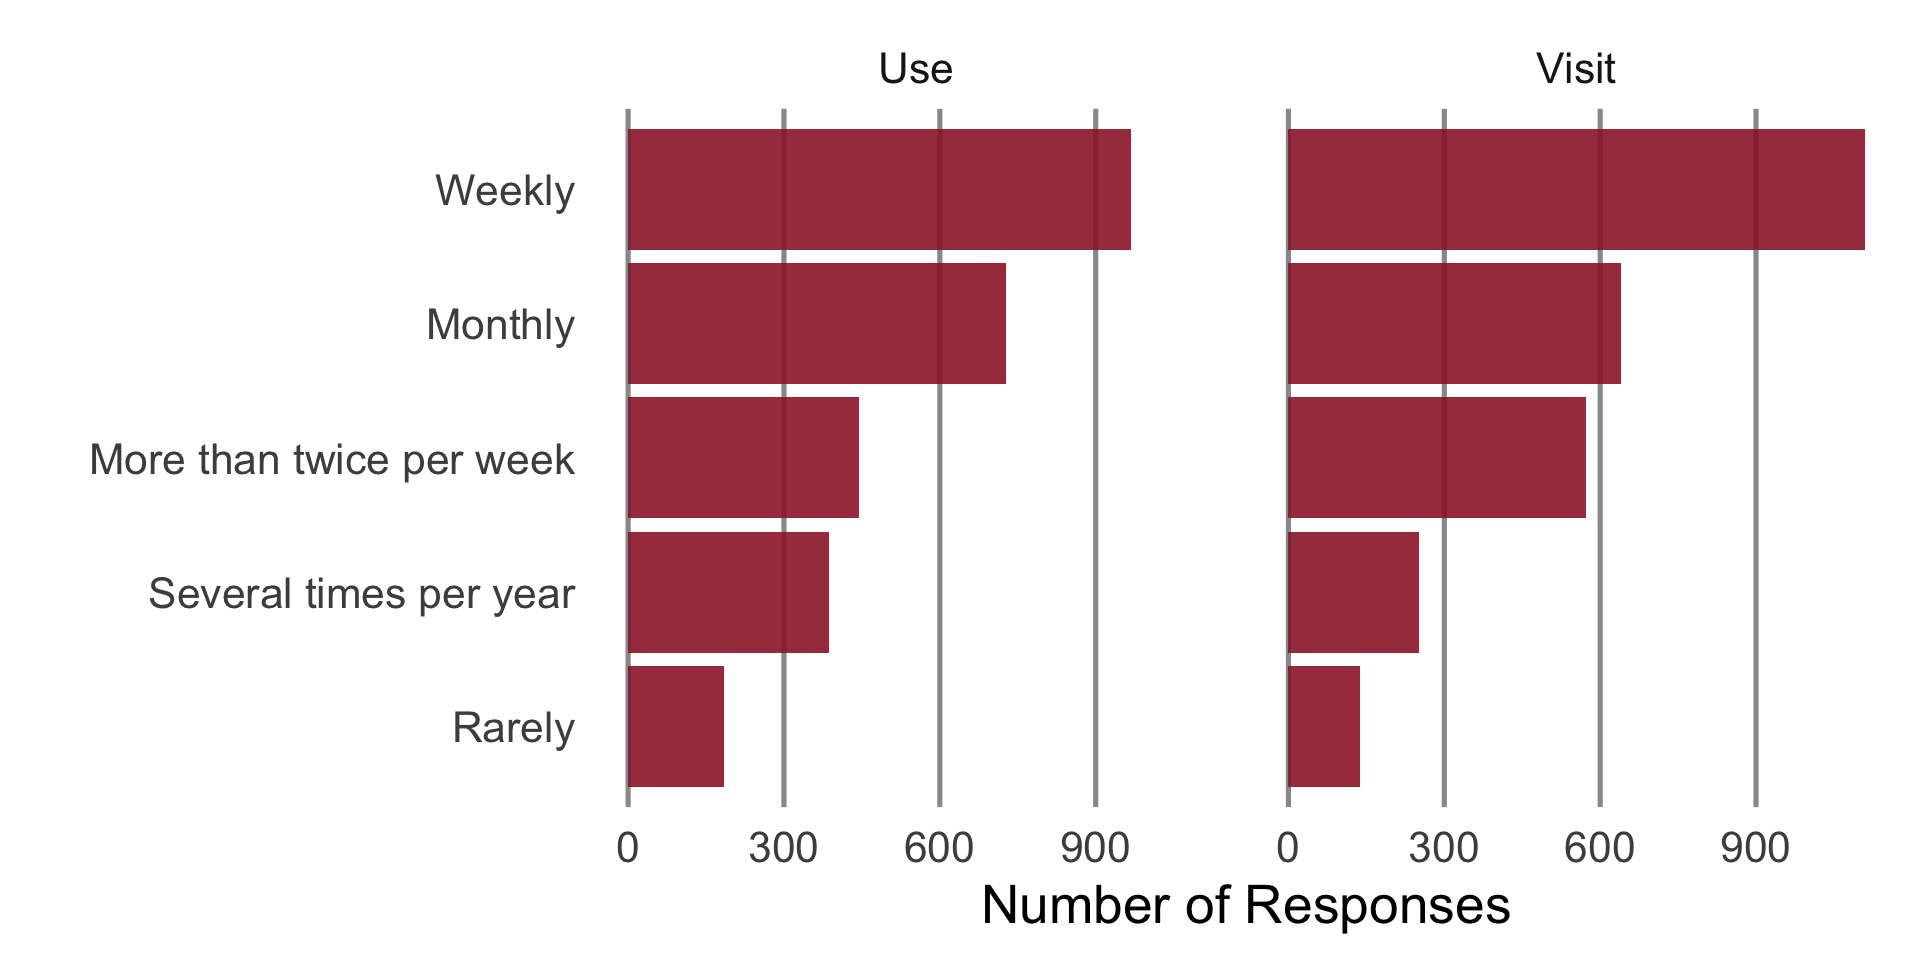 Use
Visit
Weekly
Monthly
More than twice per week
Several times per year
Rarely
0 300 600 900
0 300 600 900
Number of Responses